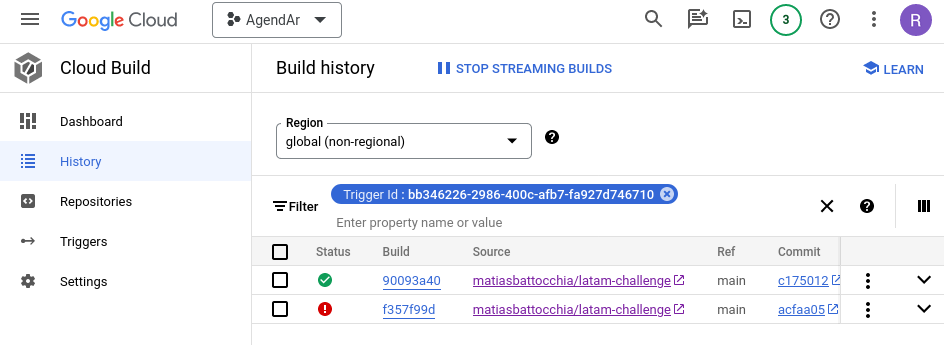 Google Cloud AgendAr 3 R
Cloud Build
Build history STOP STREAMING BUILDS LEARN
Dashboard
History
Repositories
Triggers
Settings
Region
global (non-regional)
Filter Trigger Id : bb346226-2986-400c-afb7-fa927d746710
Enter property name or value
Status Build Source Ref Commit
90093a40 matiasbattocchia/latam-challenge main c175012
f357f99d matiasbattocchia/latam-challenge main acfaa05